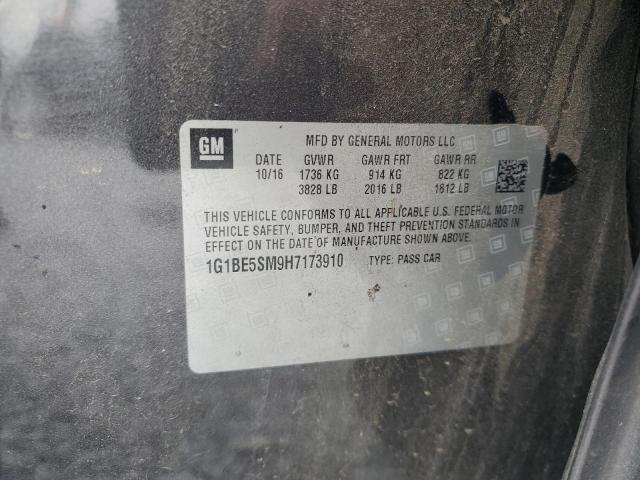 GM MFD BY GENERAL MOTORS LLC
DATE GVWR GAWR FRT GAWR RR
10/16 1736 KG 914 KG 822 KG
3828 LB 2016 LB 1812 LB
THIS VEHICLE CONFORMS TO ALL APPLICABLE U.S. FEDERAL MOTOR
VEHICLE SAFETY, BUMPER, AND THEFT PREVENTION STANDARDS IN
EFFECT ON THE DATE OF MANUFACTURE SHOWN ABOVE.
1G1BE5SM9H7173910 TYPE: PASS CAR